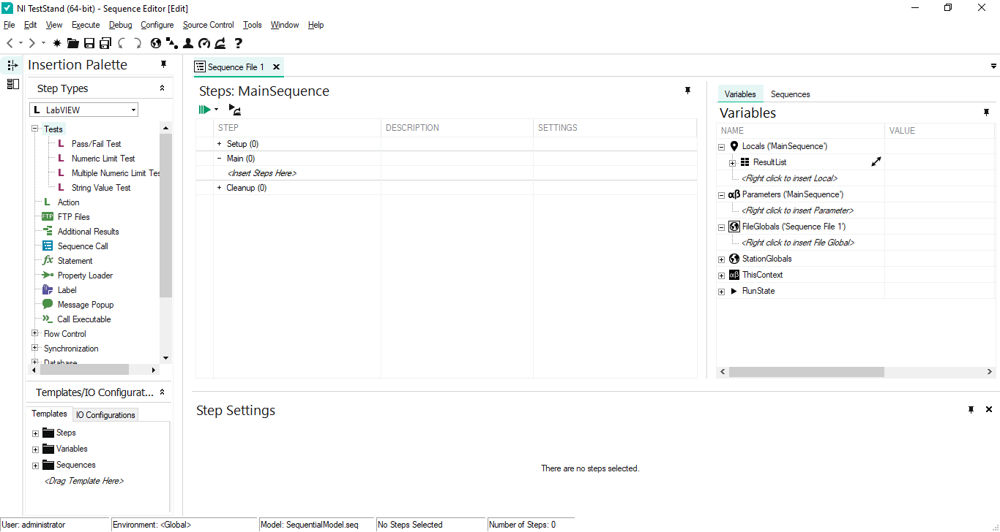 NI TestStand (64-bit) - Sequence Editor [Edit]
File Edit View Execute Debug Configure Source Control Tools Window Help
Insertion Palette
Step Types
L LabVIEW
Tests
L Pass/Fail Test
L Numeric Limit Test
L Multiple Numeric Limit Tes
L String Value Test
L Action
FTP FTP Files
Additional Results
Sequence Call
fx Statement
Property Loader
Label
Message Popup
Call Executable
Flow Control
Synchronization
Database
Templates/IO Configurat...
Templates IO Configurations
Steps
Variables
Sequences
<Drag Template Here>
Sequence File 1
Steps: MainSequence
STEP DESCRIPTION SETTINGS
+ Setup (0)
- Main (0)
<Insert Steps Here>
+ Cleanup (0)
Variables Sequences
Variables
NAME VALUE
Locals ('MainSequence')
ResultList
<Right click to insert Local>
αβ Parameters ('MainSequence')
<Right click to insert Parameter>
FileGlobals ('Sequence File 1')
<Right click to insert File Global>
StationGlobals
αβ ThisContext
RunState
Step Settings
There are no steps selected.
User: administrator Environment: <Global> Model: SequentialModel.seq No Steps Selected Number of Steps: 0